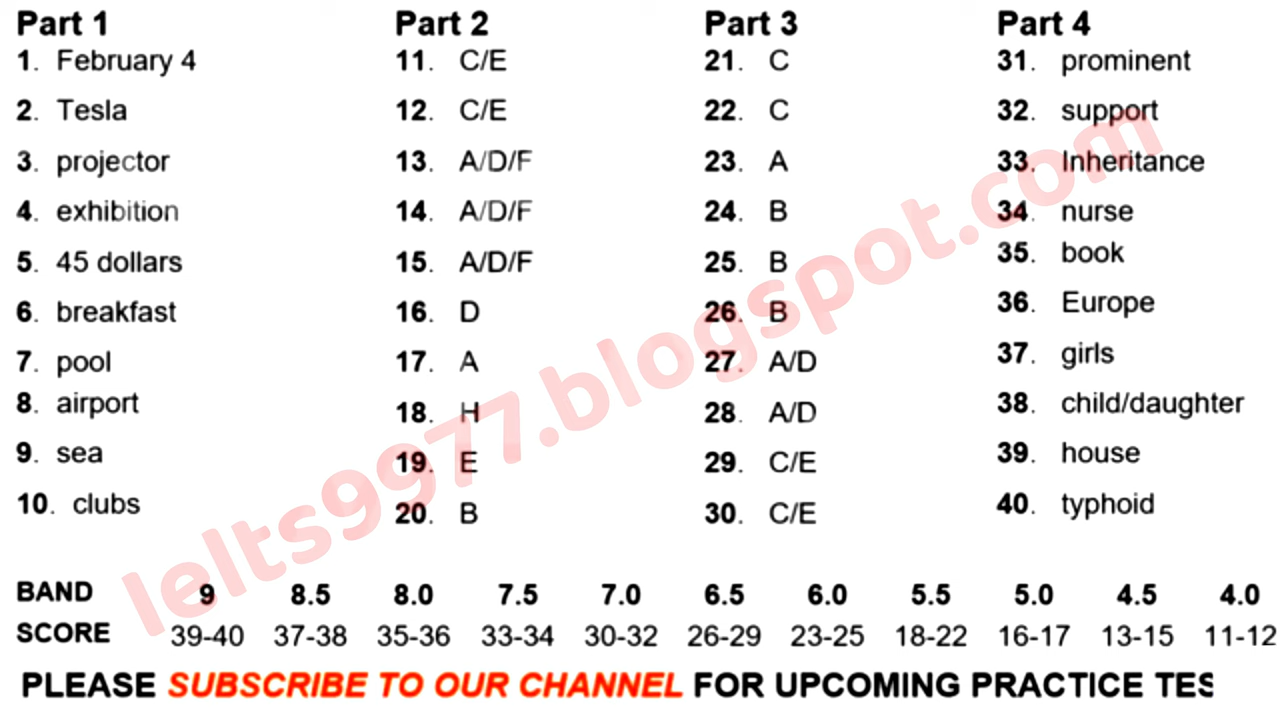 Part 1
1. February 4
2. Tesla
3. projector
4. exhibition
5. 45 dollars
6. breakfast
7. pool
8. airport
9. sea
10. clubs
Part 2
11. C/E
12. C/E
13. A/D/F
14. A/D/F
15. A/D/F
16. D
17. A
18. H
19. E
20. B
Part 3
21. C
22. C
23. A
24. B
25. B
26. B
27. A/D
28. A/D
29. C/E
30. C/E
Part 4
31. prominent
32. support
33. Inheritance
34. nurse
35. book
36. Europe
37. girls
38. child/daughter
39. house
40. typhoid
Ielts9977.blogspot.com
BAND 9 8.5 8.0 7.5 7.0 6.5 6.0 5.5 5.0 4.5 4.0
SCORE 39-40 37-38 35-36 33-34 30-32 26-29 23-25 18-22 16-17 13-15 11-12
PLEASE SUBSCRIBE TO OUR CHANNEL FOR UPCOMING PRACTICE TES